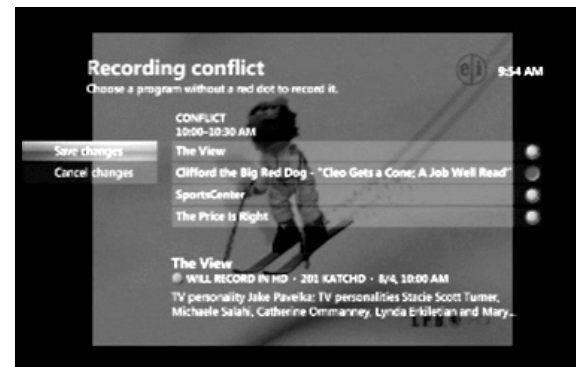 Recording conflict
e i 9:54 AM
Choose a program without a red dot to record it.
CONFLICT
10:00-10:30 AM
Save changes
The View
Cancel changes
Clifford the Big Red Dog - "Cleo Gets a Cone; A Job Well Read"
SportsCenter
The Price Is Right
The View
WILL RECORD IN HD • 201 KATCHD • 8/4, 10:00 AM
TV personality Jake Pavelka: TV personalities Stacie Scott Turner,
Michaele Salahi, Catherine Ommanney, Lynda Erkiletian and Mary...
LPB